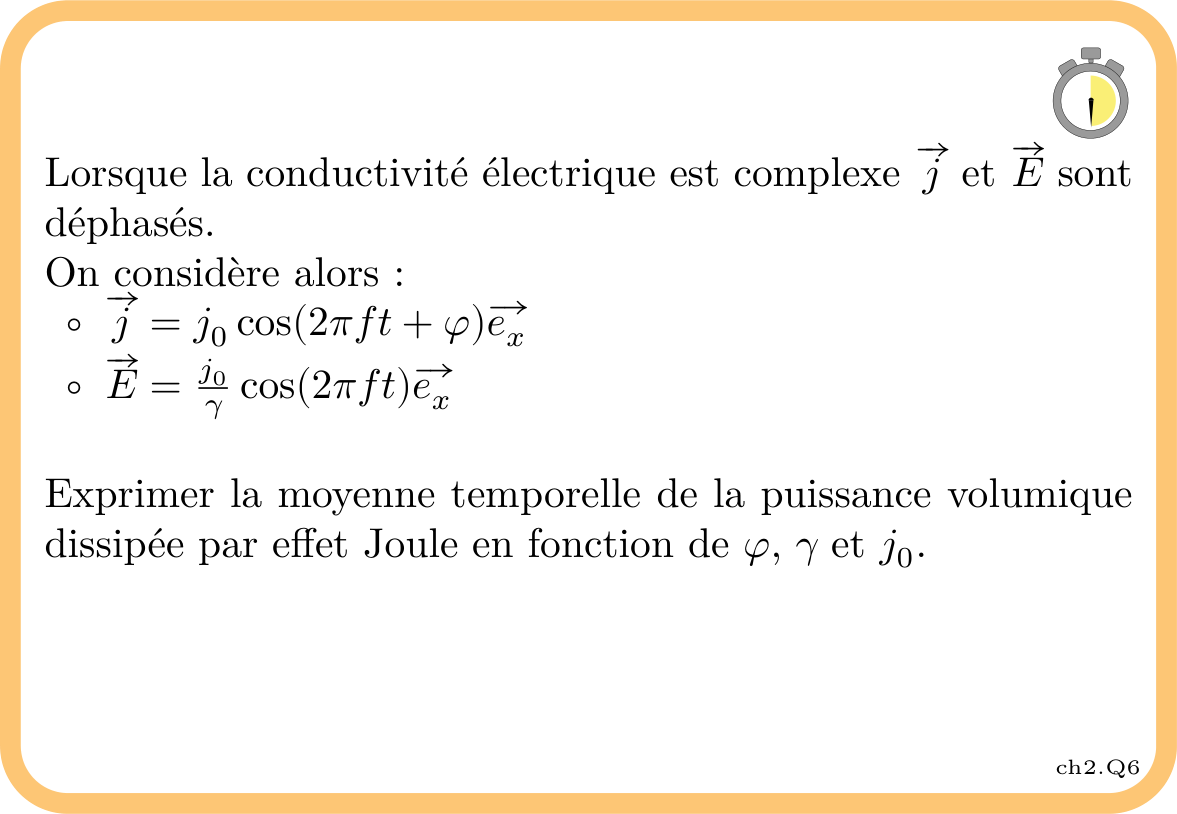 Lorsque la conductivité électrique est complexe $\overrightarrow{j}$ et $\overrightarrow{E}$ sont
déphasés.
On considère alors :
∘ $\overrightarrow{j} = j_0 \cos(2\pi f t + \varphi)\overrightarrow{e_x}$
∘ $\overrightarrow{E} = \frac{j_0}{\gamma} \cos(2\pi f t)\overrightarrow{e_x}$
Exprimer la moyenne temporelle de la puissance volumique
dissipée par effet Joule en fonction de $\varphi$, $\gamma$ et $j_0$.
ch2.Q6